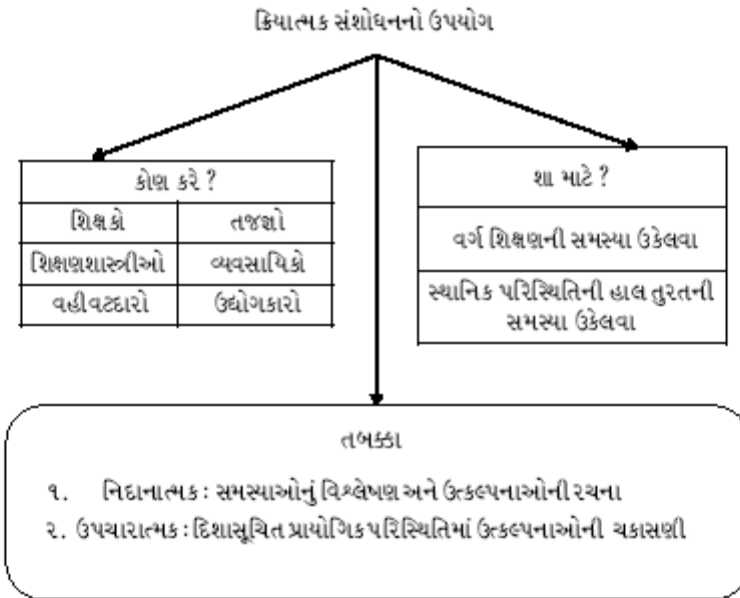 ક્રિયાત્મક સંશોધનનો ઉપયોગ
કોણ કરે ?
શિક્ષકો તજજ્ઞો
શિક્ષણશાસ્ત્રીઓ વ્યવસાયિકો
વહીવટદારો ઉદ્યોગકારો
શા માટે ?
વર્ગ શિક્ષણની સમસ્યા ઉકેલવા
સ્થાનિક પરિસ્થિતિની હાલ તુરતની
સમસ્યા ઉકેલવા
તબક્કા
૧. નિદાનાત્મક : સમસ્યાઓનું વિશ્લેષણ અને ઉત્કલ્પનાઓની રચના
૨. ઉપચારાત્મક : દિશાસૂચિત પ્રાયોગિક પરિસ્થિતિમાં ઉત્કલ્પનાઓની ચકાસણી